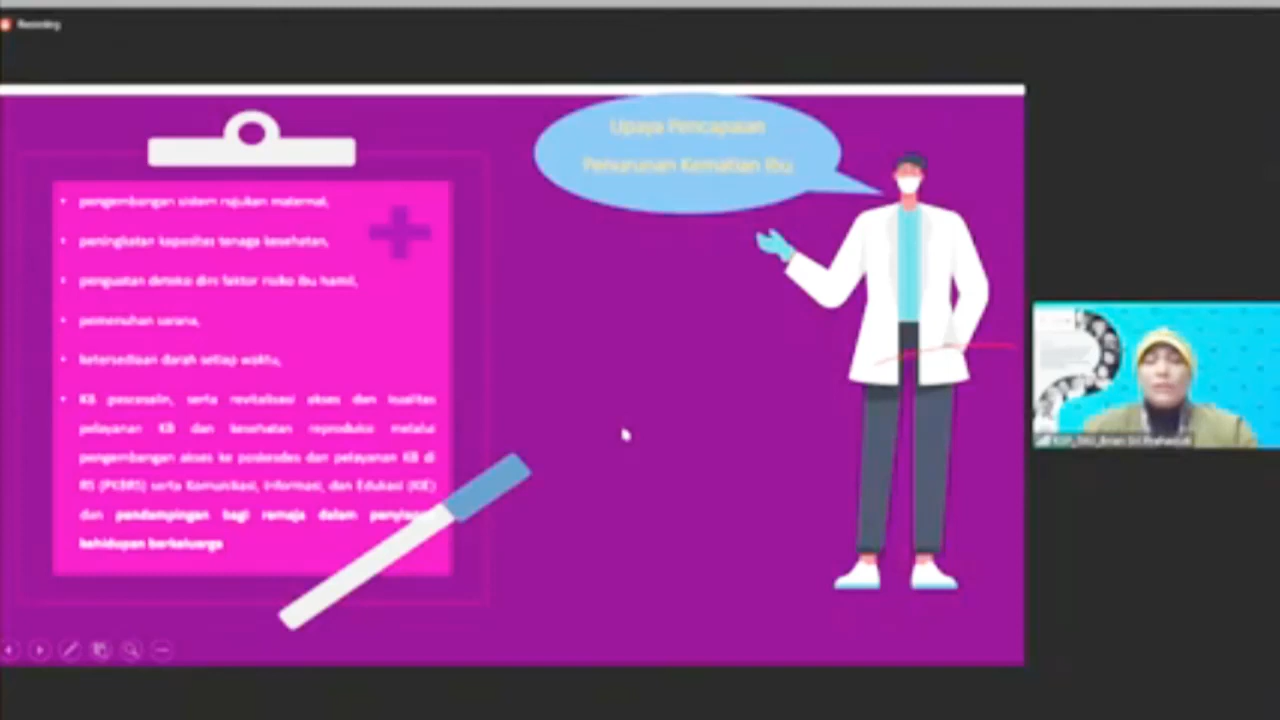 Recording
Upaya Pencapaian
Penurunan Kematian Ibu
• pengembangan sistem rujukan maternal,
• peningkatan kapasitas tenaga kesehatan,
• penguatan deteksi dini faktor risiko ibu hamil,
• pemenuhan sarana,
• ketersediaan darah setiap waktu,
• KB pascasalin, serta revitalisasi akses dan kualitas
pelayanan KB dan kesehatan reproduksi melalui
pengembangan akses ke poskesdes dan pelayanan KB di
RS (PKBRS) serta Komunikasi, Informasi, dan Edukasi (KIE)
dan pendampingan bagi remaja dalam penyiapan
kehidupan berkeluarga